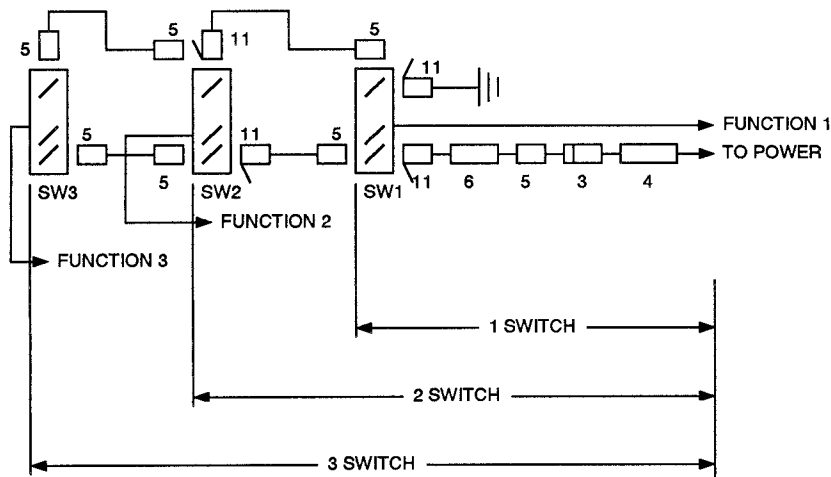 5 5 11 5
11
FUNCTION 1
5 5 11 5
TO POWER
SW3 5 SW2 SW1 11 6 5 3 4
FUNCTION 2
FUNCTION 3
1 SWITCH
2 SWITCH
3 SWITCH